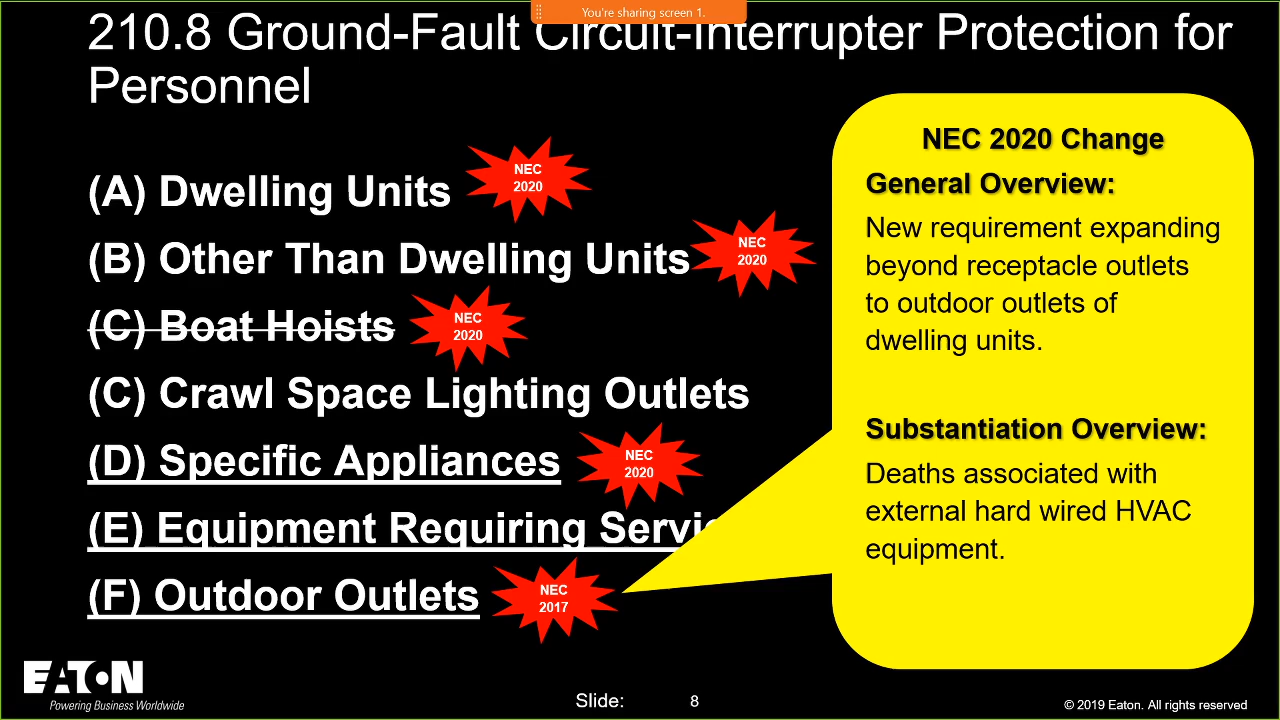 You're sharing screen 1.
210.8 Ground-Fault Circuit-Interrupter Protection for
Personnel
(A) Dwelling Units
NEC
2020
(B) Other Than Dwelling Units
NEC
2020
(C) Boat Hoists
NEC
2020
(C) Crawl Space Lighting Outlets
(D) Specific Appliances
NEC
2020
(E) Equipment Requiring Servi
(F) Outdoor Outlets
NEC
2017
NEC 2020 Change
General Overview:
New requirement expanding
beyond receptacle outlets
to outdoor outlets of
dwelling units.
Substantiation Overview:
Deaths associated with
external hard wired HVAC
equipment.
EATON
Powering Business Worldwide
Slide: 8
© 2019 Eaton. All rights reserved